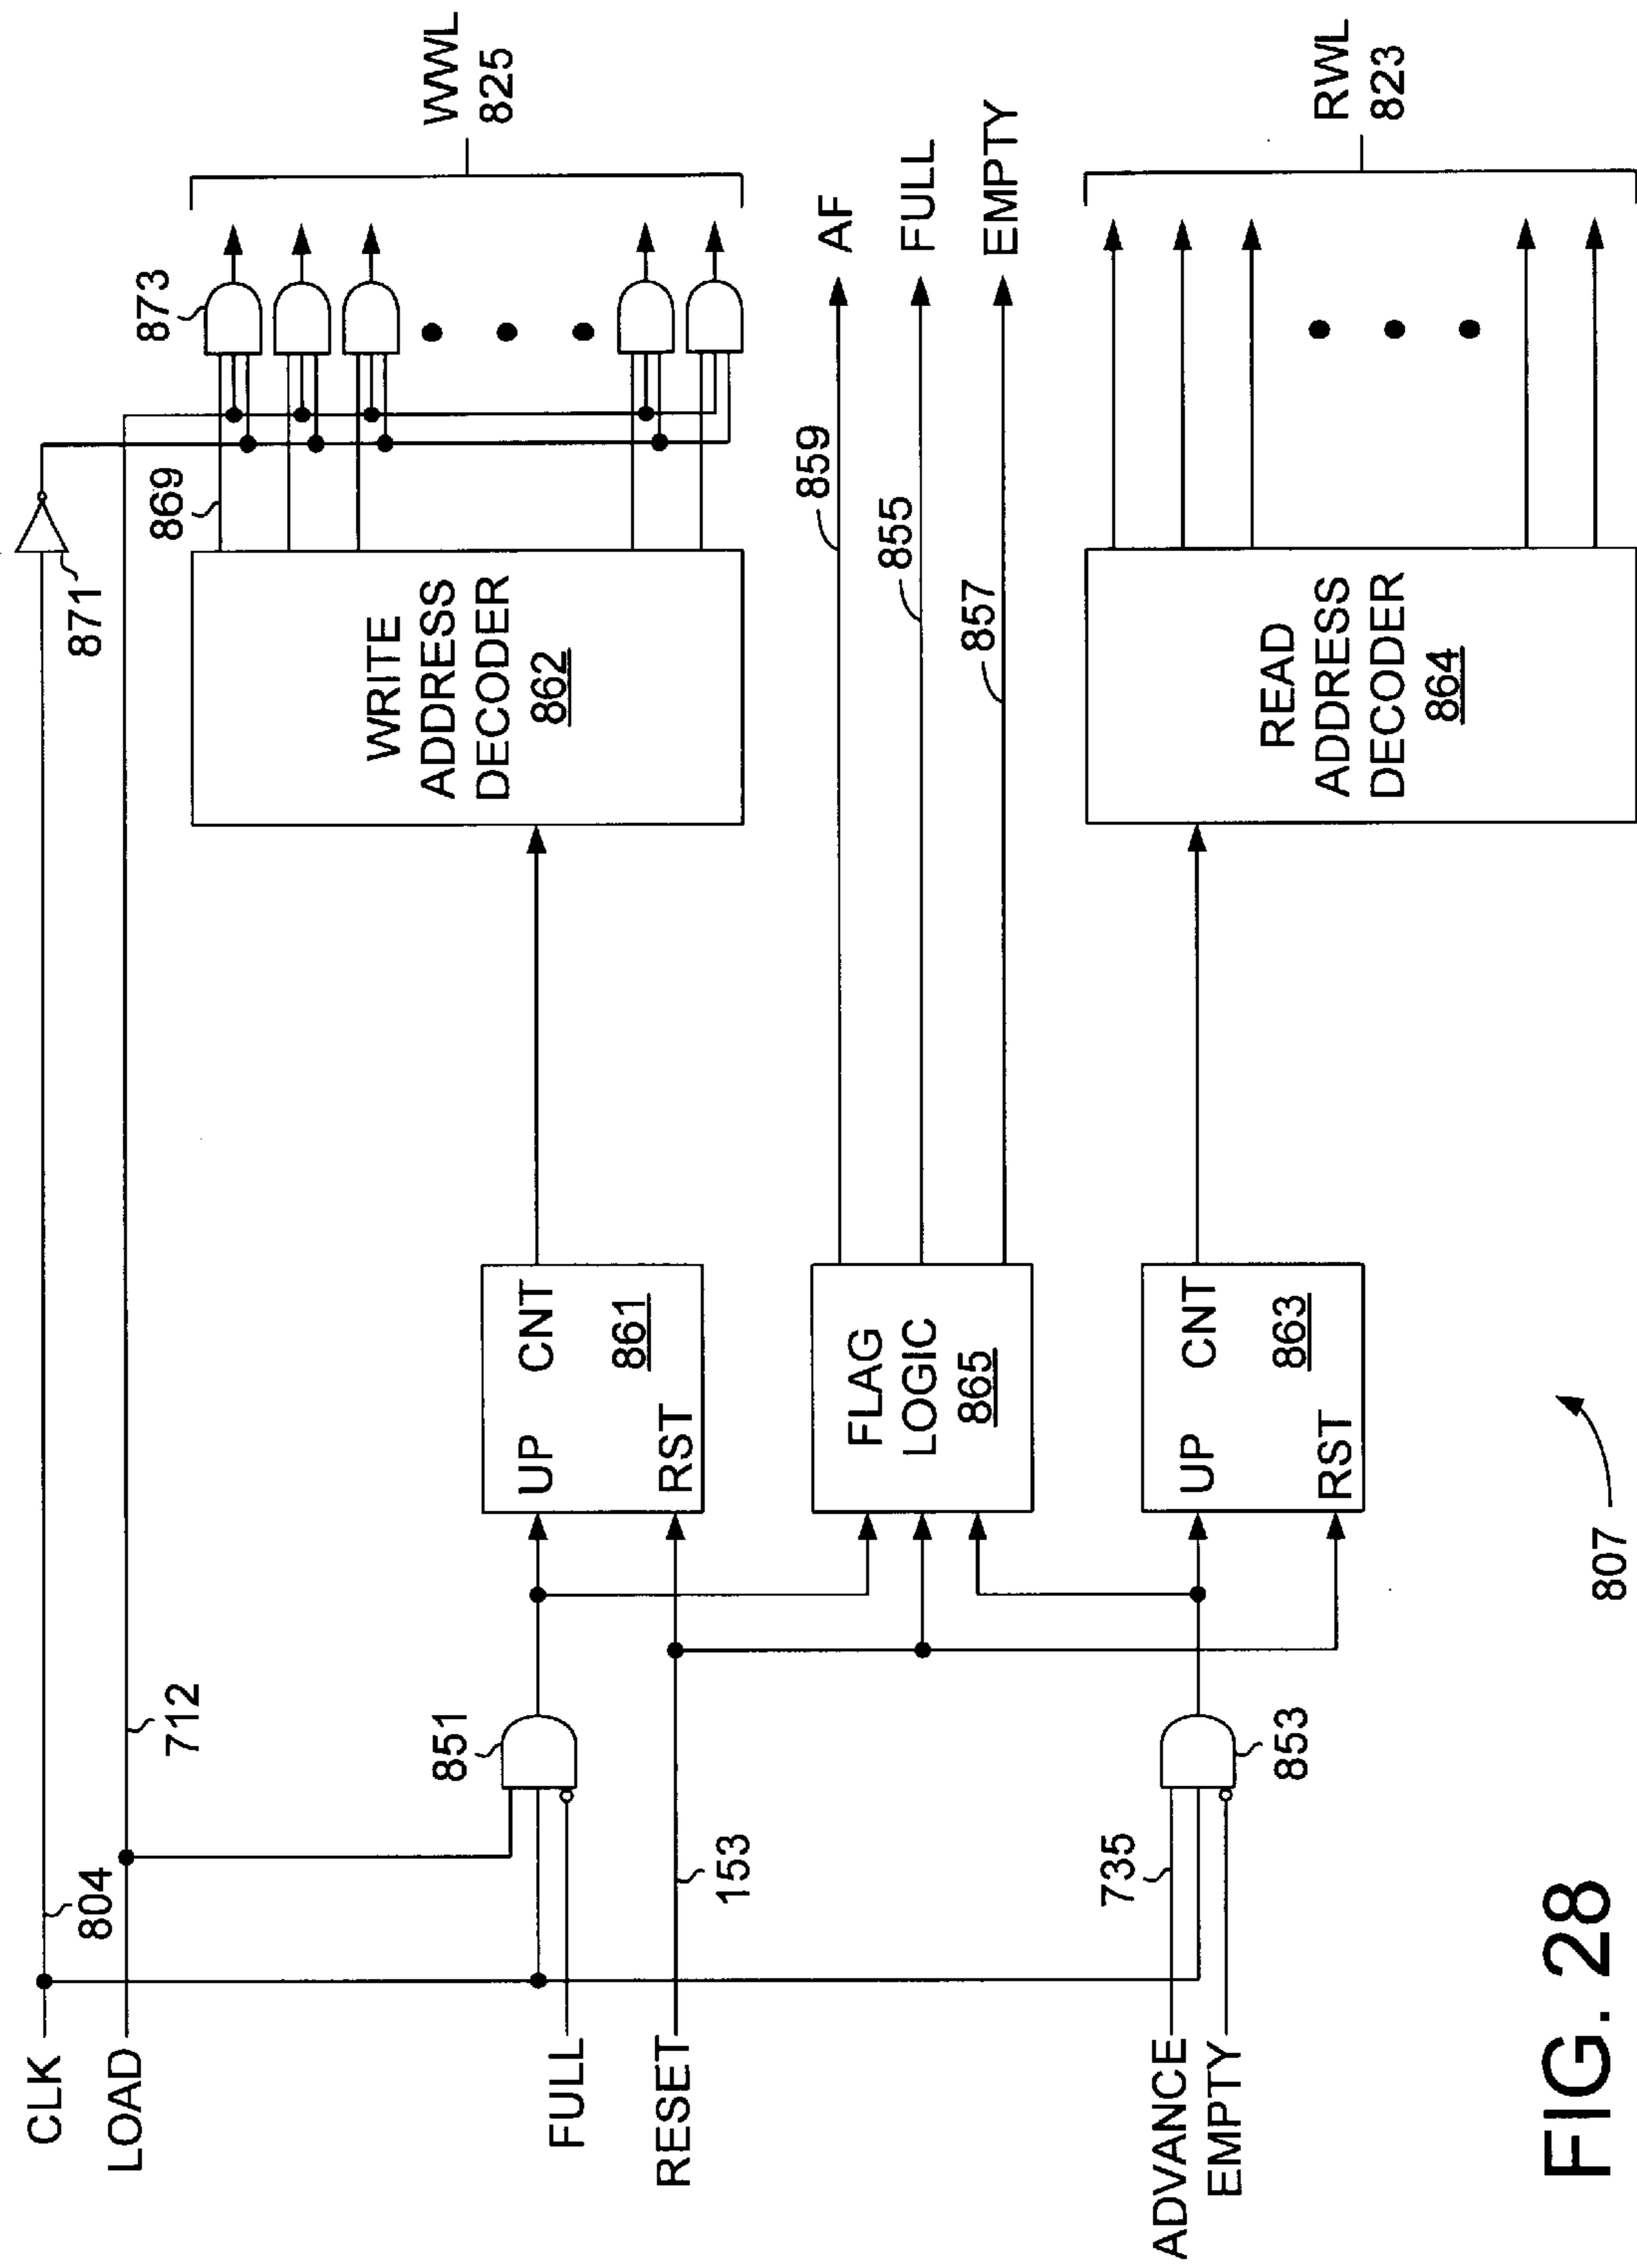 CLK
804
LOAD
712
871
869
873
WWL
825
WRITE
ADDRESS
DECODER
862
851
FULL
RESET
153
UP CNT
861
RST
FLAG
LOGIC
865
859
AF
855
FULL
857
EMPTY
ADVANCE
735
EMPTY
853
UP CNT
863
RST
READ
ADDRESS
DECODER
864
RWL
823
807
FIG. 28